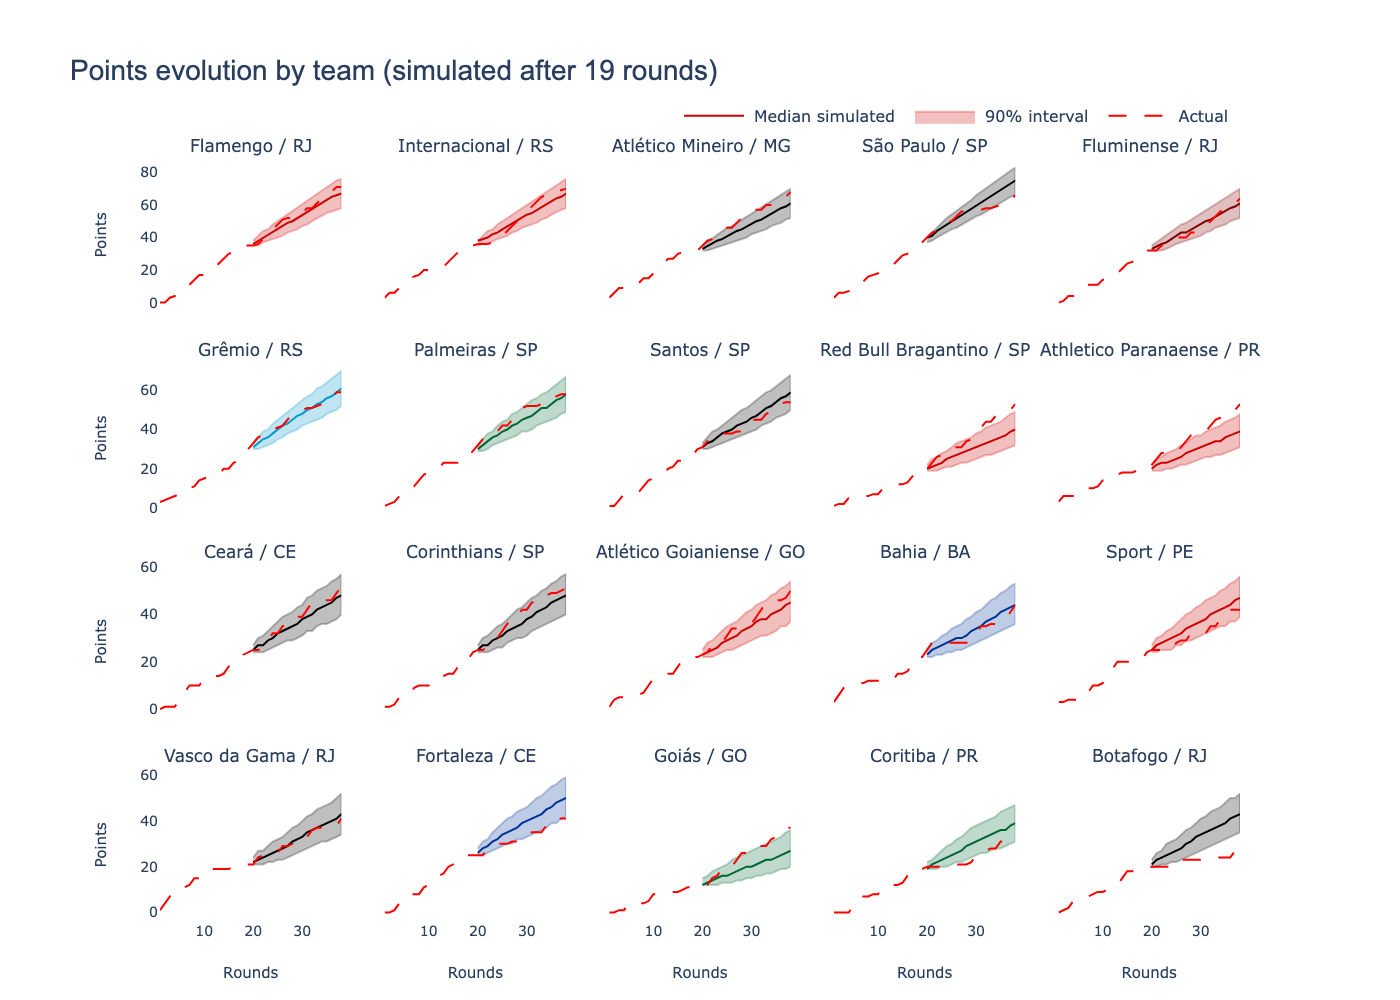 Points evolution by team (simulated after 19 rounds)
Median simulated 90% interval Actual
Flamengo / RJ Internacional / RS Atlético Mineiro / MG São Paulo / SP Fluminense / RJ
80
60
40
20
0
Points
Grêmio / RS Palmeiras / SP Santos / SP Red Bull Bragantino / SP Athletico Paranaense / PR
60
40
20
0
Points
Ceará / CE Corinthians / SP Atlético Goianiense / GO Bahia / BA Sport / PE
60
40
20
0
Points
Vasco da Gama / RJ Fortaleza / CE Goiás / GO Coritiba / PR Botafogo / RJ
60
40
20
0
Points
10 20 30 10 20 30 10 20 30 10 20 30 10 20 30
Rounds Rounds Rounds Rounds Rounds